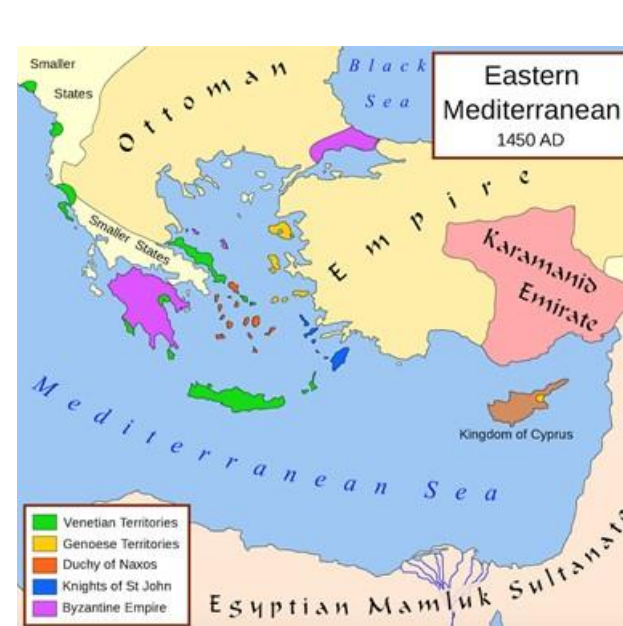 Smaller
States
Ottoman
Black
Sea
Eastern
Mediterranean
1450 AD
Empire
Smaller States
Karamanid
Emirate
Kingdom of Cyprus
Mediterranean Sea
Venetian Territories
Genoese Territories
Duchy of Naxos
Knights of St John
Byzantine Empire
Egyptian Mamluk Sultanate